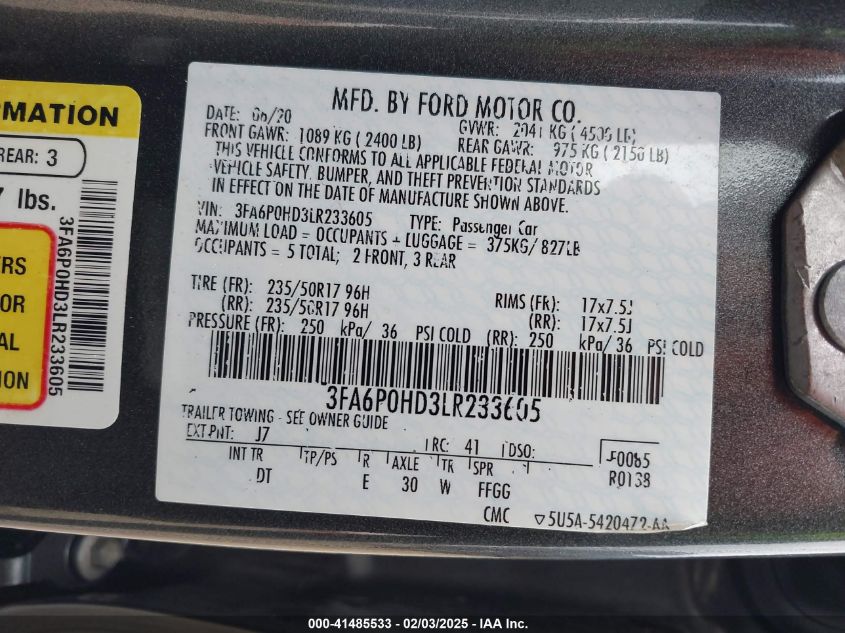 MFD. BY FORD MOTOR CO.
DATE: 06/20 GVWR: 2041 KG ( 4500 LB)
FRONT GAWR: 1089 KG ( 2400 LB) REAR GAWR: 975 KG ( 2150 LB)
THIS VEHICLE CONFORMS TO ALL APPLICABLE FEDERAL MOTOR
VEHICLE SAFETY, BUMPER, AND THEFT PREVENTION STANDARDS
IN EFFECT ON THE DATE OF MANUFACTURE SHOWN ABOVE.
VIN: 3FA6P0HD3LR233605 TYPE: Passenger Car
MAXIMUM LOAD = OCCUPANTS + LUGGAGE = 375KG/ 827LB
OCCUPANTS = 5 TOTAL; 2 FRONT, 3 REAR
TIRE (FR): 235/50R17 96H RIMS (FR): 17x7.5J
(RR): 235/50R17 96H (RR): 17x7.5J
PRESSURE (FR): 250 kPa/ 36 PSI COLD (RR): 250 kPa/ 36 PSI COLD
3FA6P0HD3LR233605
TRAILER TOWING - SEE OWNER GUIDE
EXT PNT: J7 RC: 41 DSO: F0085
INT TR TP/PS R AXLE TR SPR R0138
DT E 30 W FFGG
CMC ▽5U5A-5420472-AA
RMATION
REAR: 3
7 lbs.
ERS
OR
AL
ION
3FA6P0HD3LR233605
000-41485533 - 02/03/2025 - IAA Inc.